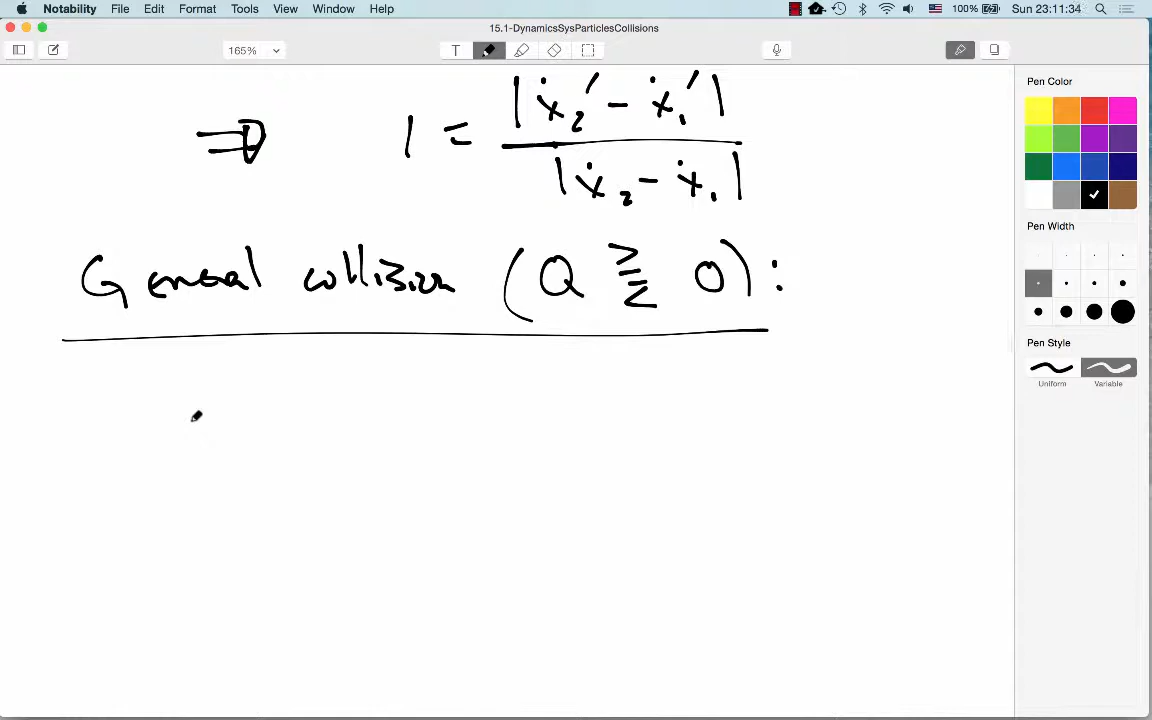 Notability File Edit Format Tools View Window Help 100% Sun 23:11:34
15.1-DynamicsSysParticlesCollisions
165% T
Pen Color
Pen Width
Pen Style
Uniform Variable
⇒ 1 = |ẋ₂′ − ẋ₁′| / |ẋ₂ − ẋ₁|
General collision (Q ⪌ 0):